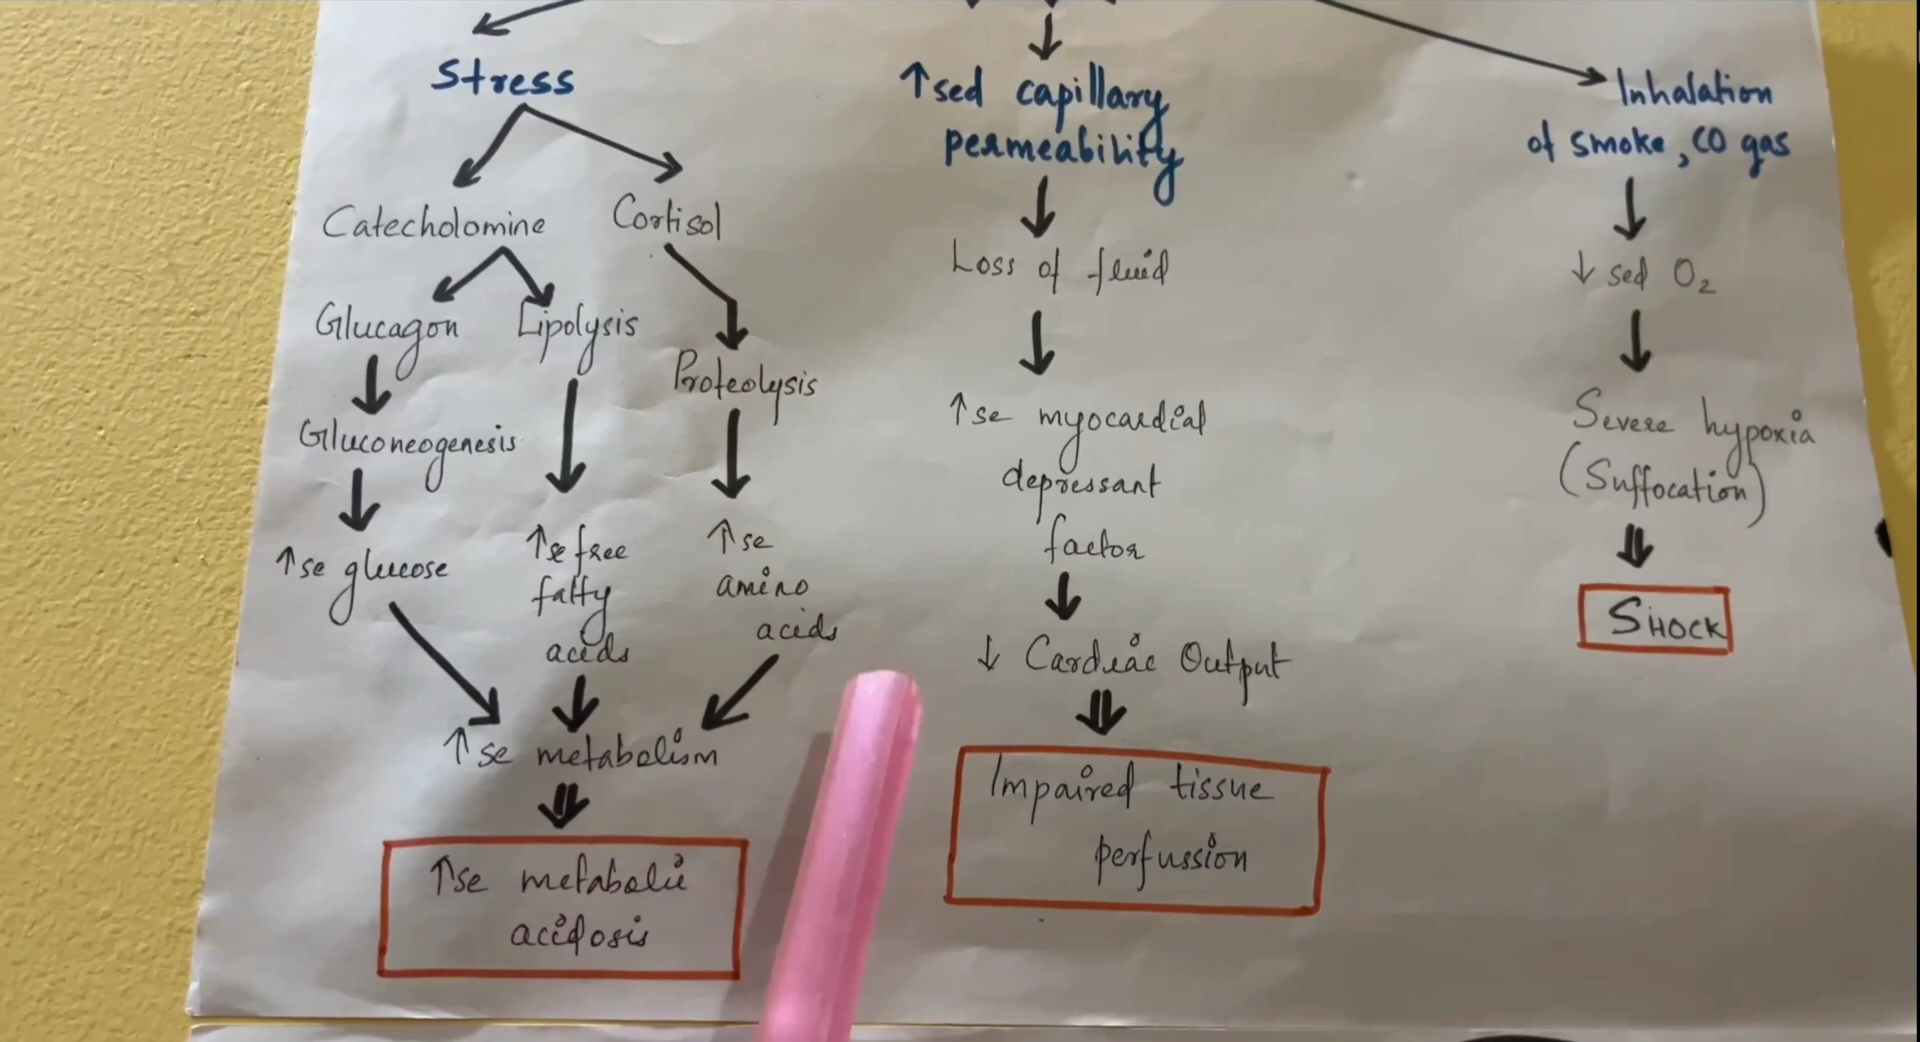 Stress
Catecholomine
Cortisol
Glucagon
Lipolysis
Proteolysis
Gluconeogenesis
↑se glucose
↑se free
fatty
acids
↑se
amino
acids
↑se metabolism
↑se metabolic
acidosis
↑sed capillary
permeability
Loss of fluid
↑se myocardial
depressant
factor
↓ Cardiac Output
Impaired tissue
perfussion
Inhalation
of smoke, CO gas
↓ sed O₂
Severe hypoxia
(Suffocation)
SHOCK